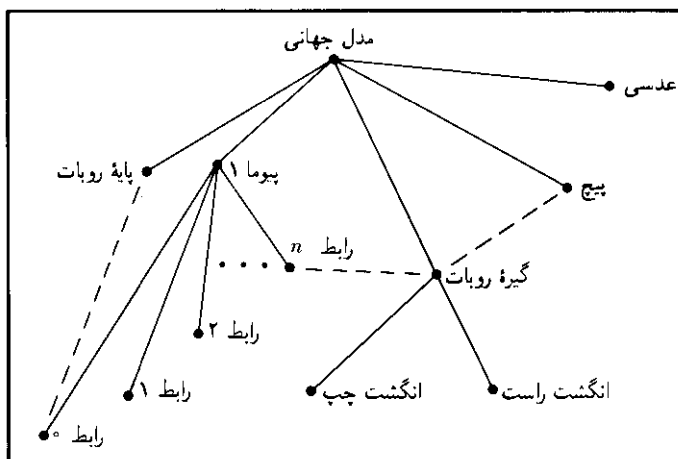 مدل جهانی
عدسی
پایهٔ روبات
پیوما ۱
پیچ
رابط n
گیرهٔ روبات
رابط ۲
رابط ۱
انگشت چپ
انگشت راست
رابط ۰